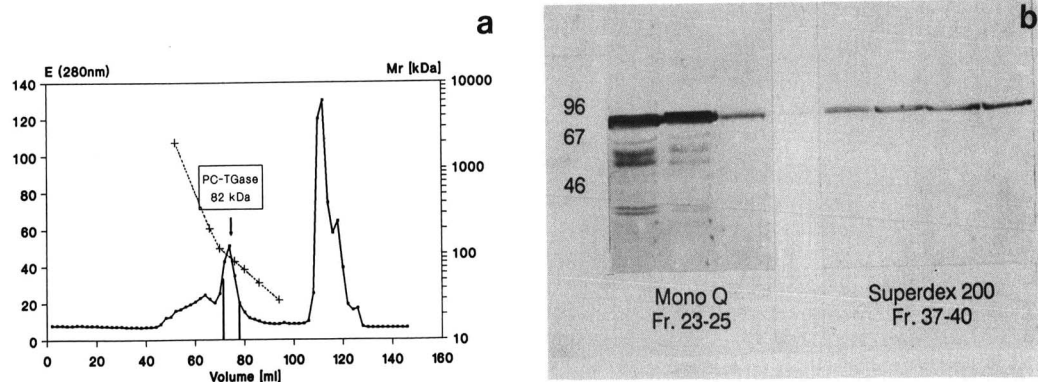 a
E (280nm) Mr [kDa]
140 10000
120
100 1000
80
PC-TGase
82 kDa
60
40 100
20
0 10
0 20 40 60 80 100 120 140 160
Volume [ml]
b
96
67
46
Mono Q
Fr. 23-25
Superdex 200
Fr. 37-40